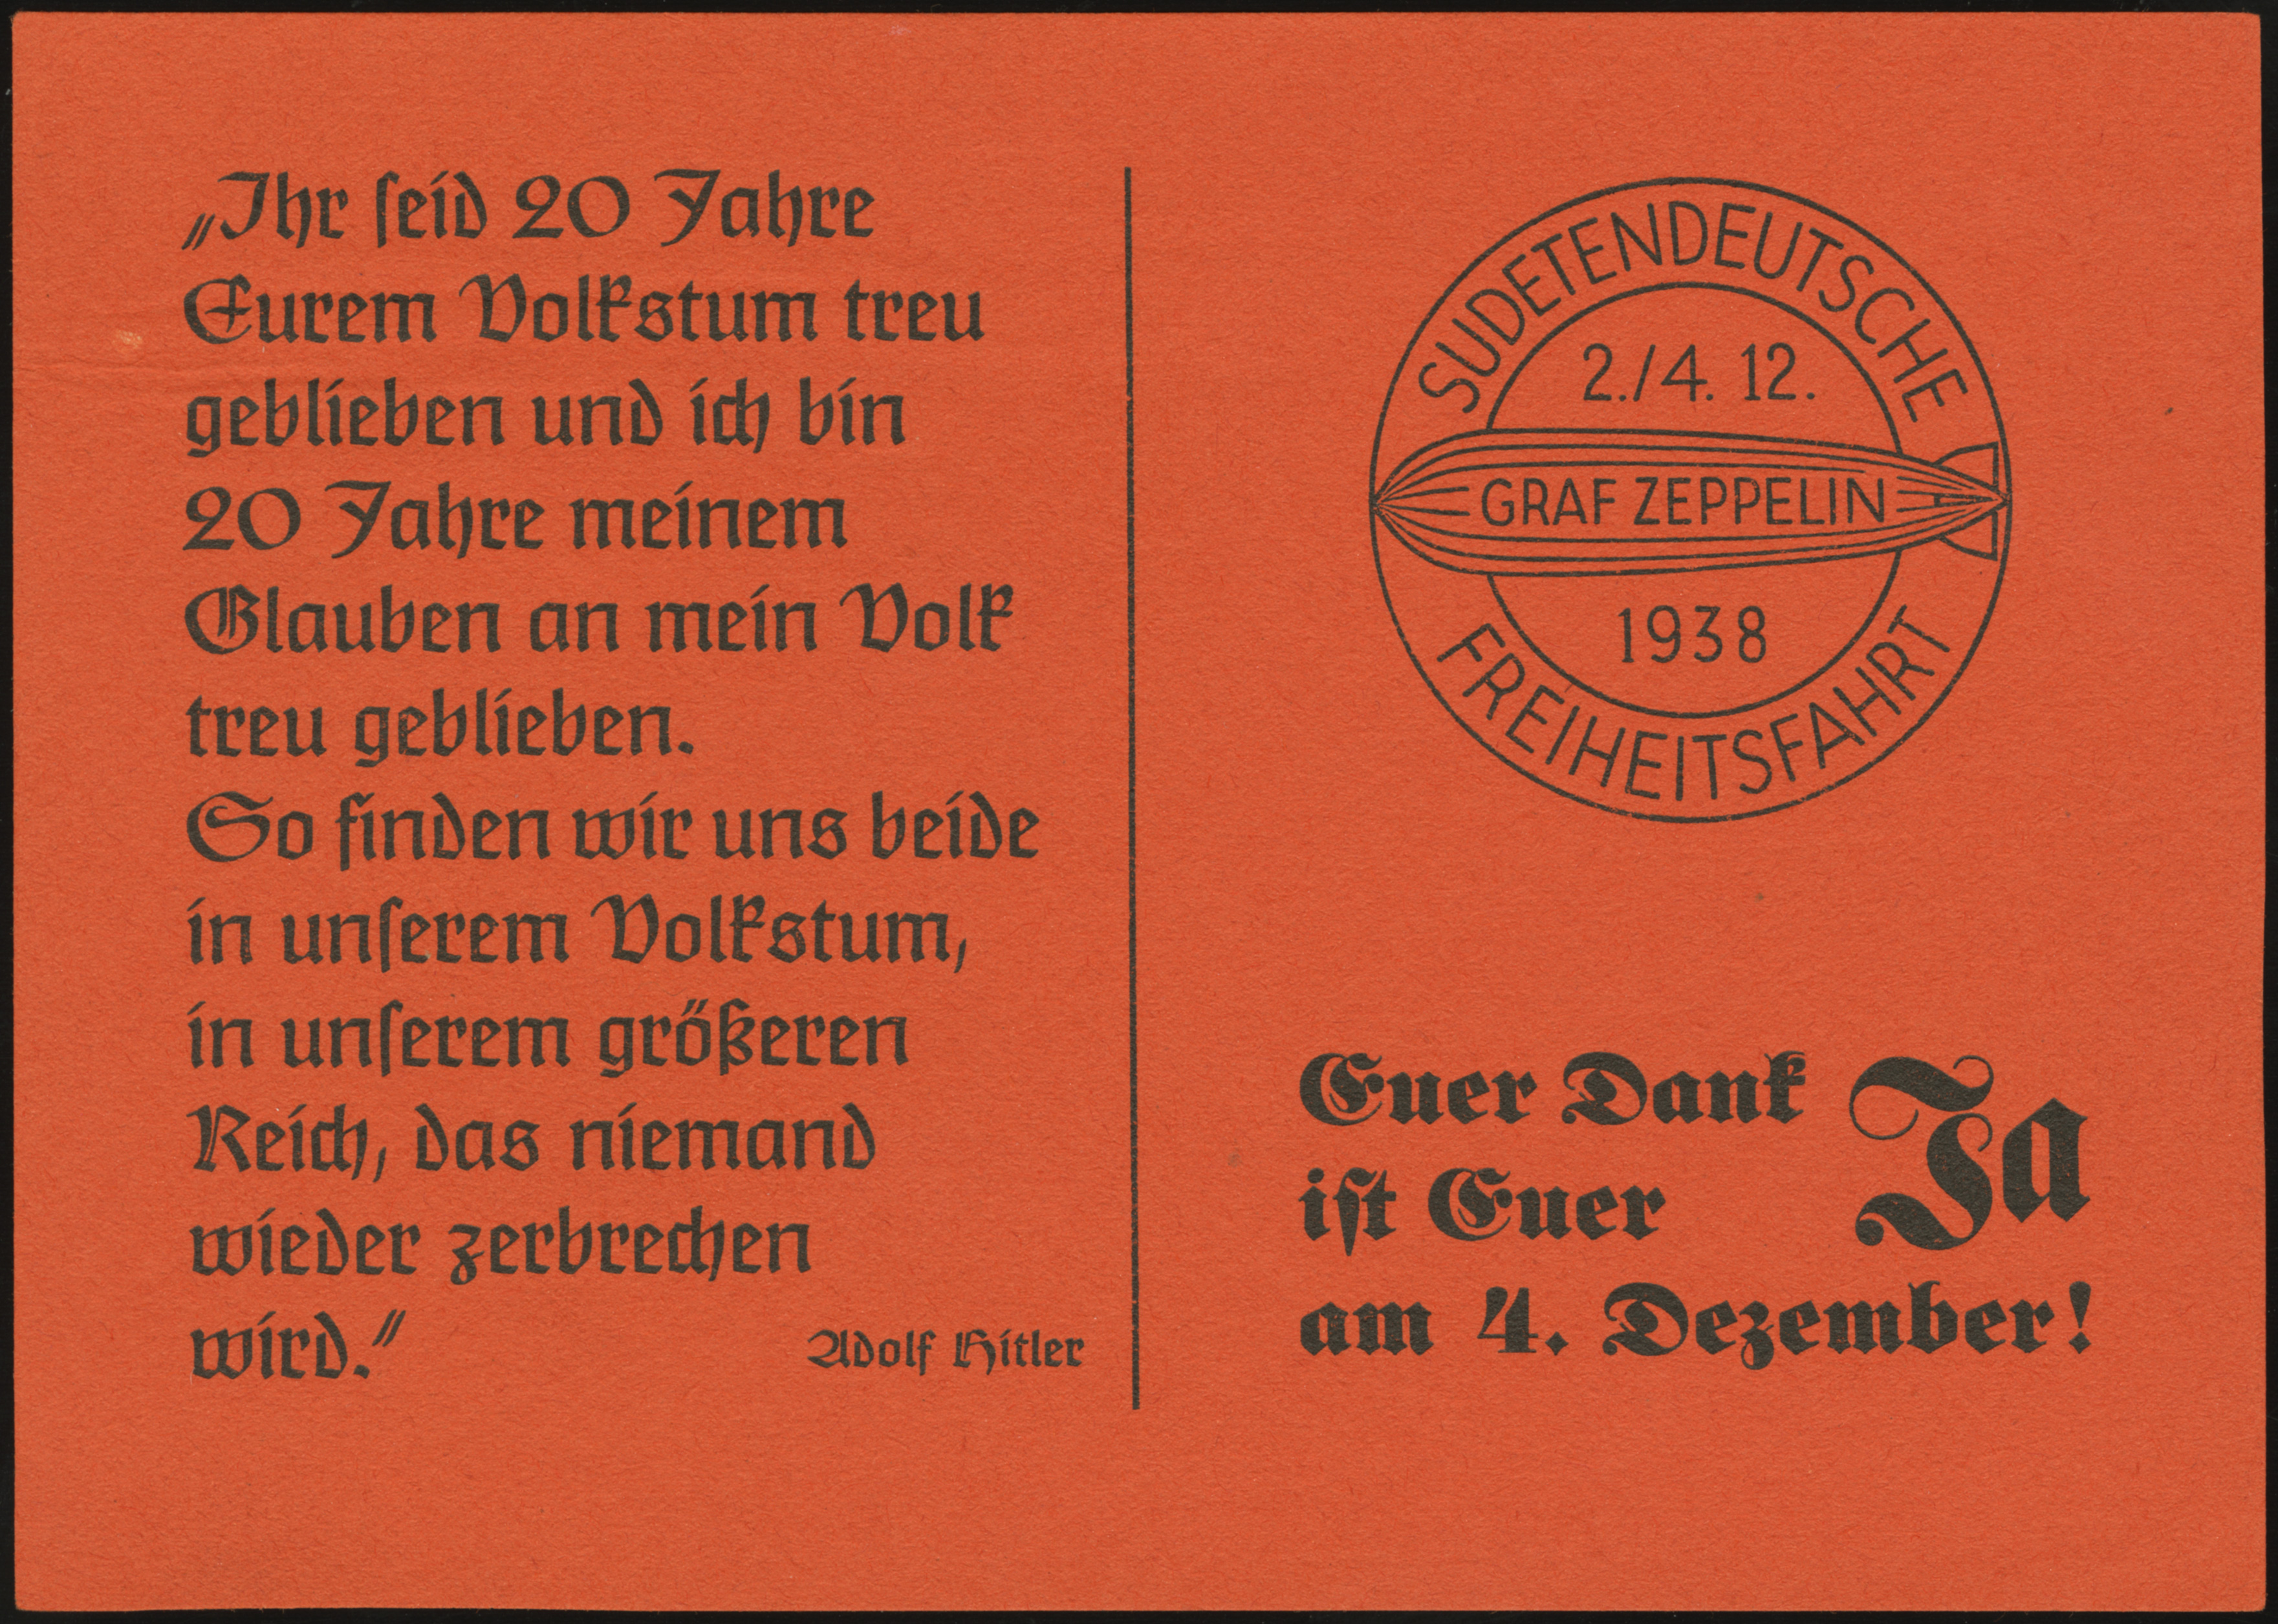 „Ihr ſeid 20 Jahre
Eurem Volkstum treu
geblieben und ich bin
20 Jahre meinem
Glauben an mein Volk
treu geblieben.
So finden wir uns beide
in unſerem Volkstum,
in unſerem größeren
Reich, das niemand
wieder zerbrechen
wird.“
Adolf Hitler
SUDETENDEUTSCHE
2./4. 12.
GRAF ZEPPELIN
1938
FREIHEITSFAHRT
Euer Dank
iſt Euer Ja
am 4. Dezember!